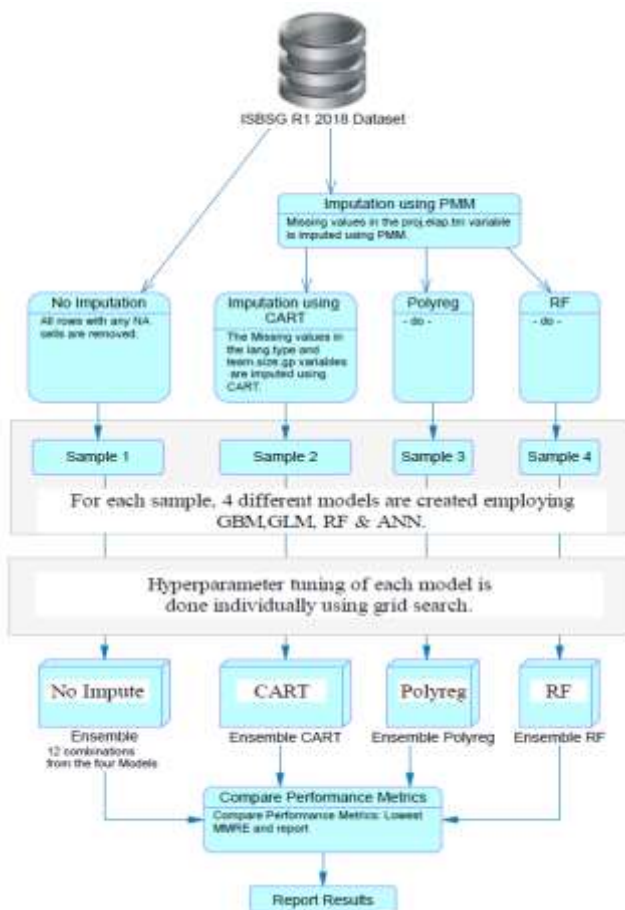 ISBSG R1 2018 Dataset
Imputation using PMM
Missing values in the proj.elap.tm variable
is imputed using PMM.
No Imputation
All rows with any NA
cells are removed.
Imputation using
CART
The Missing values in
the lang.type and
team.size.gp variables
are imputed using
CART.
Polyreg
- do -
RF
- do -
Sample 1
Sample 2
Sample 3
Sample 4
For each sample, 4 different models are created employing
GBM,GLM, RF & ANN.
Hyperparameter tuning of each model is
done individually using grid search.
No Impute
CART
Polyreg
RF
Ensemble
12 combinations
from the four Models
Ensemble CART
Ensemble Polyreg
Ensemble RF
Compare Performance Metrics
Compare Performance Metrics: Lowest
MMRE and report
Report Results